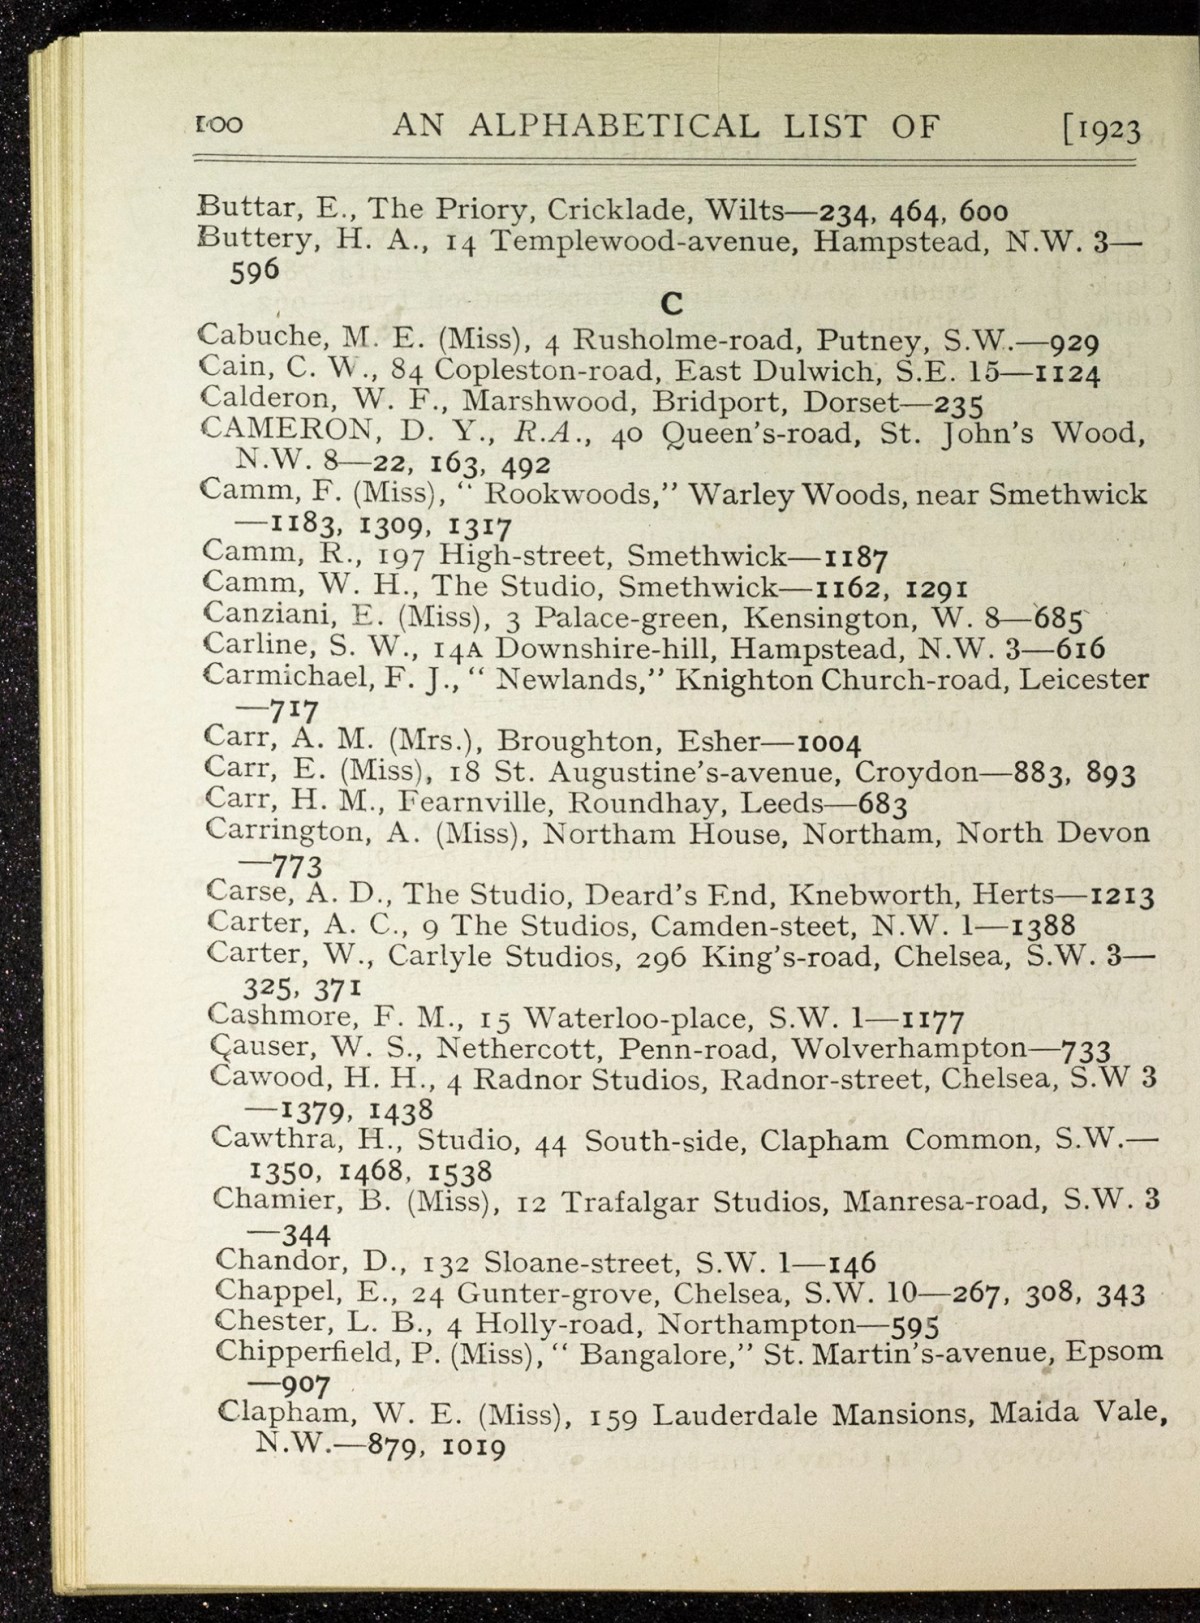 100 AN ALPHABETICAL LIST OF [1923
Buttar, E., The Priory, Cricklade, Wilts—234, 464, 600
Buttery, H. A., 14 Templewood-avenue, Hampstead, N.W. 3—
596
C
Cabuche, M. E. (Miss), 4 Rusholme-road, Putney, S.W.—929
Cain, C. W., 84 Copleston-road, East Dulwich, S.E. 15—1124
Calderon, W. F., Marshwood, Bridport, Dorset—235
CAMERON, D. Y., R.A., 40 Queen's-road, St. John's Wood,
N.W. 8—22, 163, 492
Camm, F. (Miss), “ Rookwoods,” Warley Woods, near Smethwick
—1183, 1309, 1317
Camm, R., 197 High-street, Smethwick—1187
Camm, W. H., The Studio, Smethwick—1162, 1291
Canziani, E. (Miss), 3 Palace-green, Kensington, W. 8—685
Carline, S. W., 14A Downshire-hill, Hampstead, N.W. 3—616
Carmichael, F. J., “ Newlands,” Knighton Church-road, Leicester
—717
Carr, A. M. (Mrs.), Broughton, Esher—1004
Carr, E. (Miss), 18 St. Augustine's-avenue, Croydon—883, 893
Carr, H. M., Fearnville, Roundhay, Leeds—683
Carrington, A. (Miss), Northam House, Northam, North Devon
—773
Carse, A. D., The Studio, Deard's End, Knebworth, Herts—1213
Carter, A. C., 9 The Studios, Camden-steet, N.W. 1—1388
Carter, W., Carlyle Studios, 296 King's-road, Chelsea, S.W. 3—
325, 371
Cashmore, F. M., 15 Waterloo-place, S.W. 1—1177
Causer, W. S., Nethercott, Penn-road, Wolverhampton—733
Cawood, H. H., 4 Radnor Studios, Radnor-street, Chelsea, S.W 3
—1379, 1438
Cawthra, H., Studio, 44 South-side, Clapham Common, S.W.—
1350, 1468, 1538
Chamier, B. (Miss), 12 Trafalgar Studios, Manresa-road, S.W. 3
—344
Chandor, D., 132 Sloane-street, S.W. 1—146
Chappel, E., 24 Gunter-grove, Chelsea, S.W. 10—267, 308, 343
Chester, L. B., 4 Holly-road, Northampton—595
Chipperfield, P. (Miss), “ Bangalore,” St. Martin's-avenue, Epsom
—907
Clapham, W. E. (Miss), 159 Lauderdale Mansions, Maida Vale,
N.W.—879, 1019